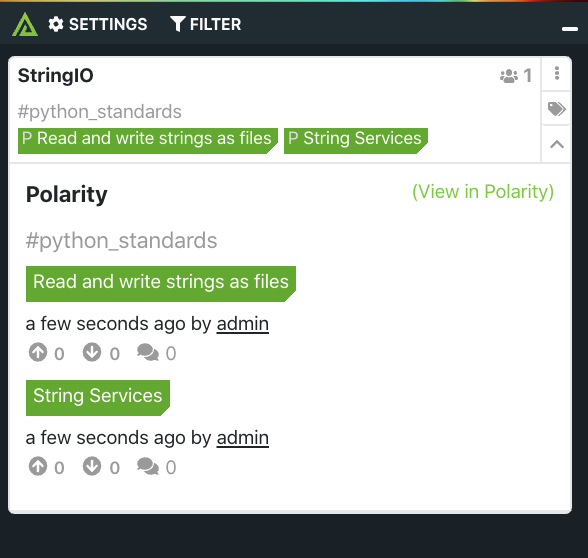 SETTINGS FILTER
StringIO 1
#python_standards
P Read and write strings as files P String Services
Polarity (View in Polarity)
#python_standards
Read and write strings as files
a few seconds ago by admin
0 0 0
String Services
a few seconds ago by admin
0 0 0